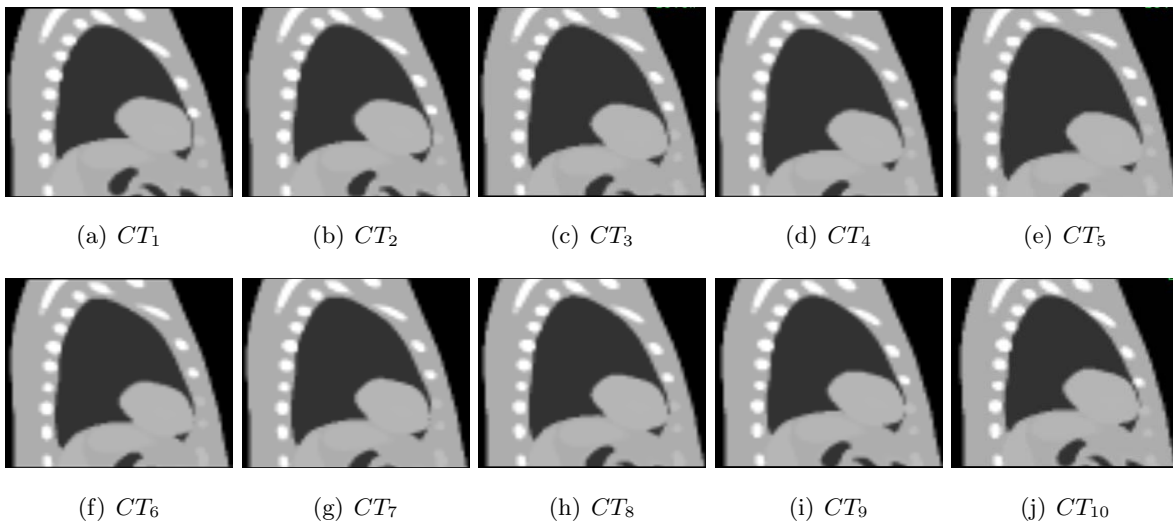 (a) CT₁
(b) CT₂
(c) CT₃
(d) CT₄
(e) CT₅
(f) CT₆
(g) CT₇
(h) CT₈
(i) CT₉
(j) CT₁₀